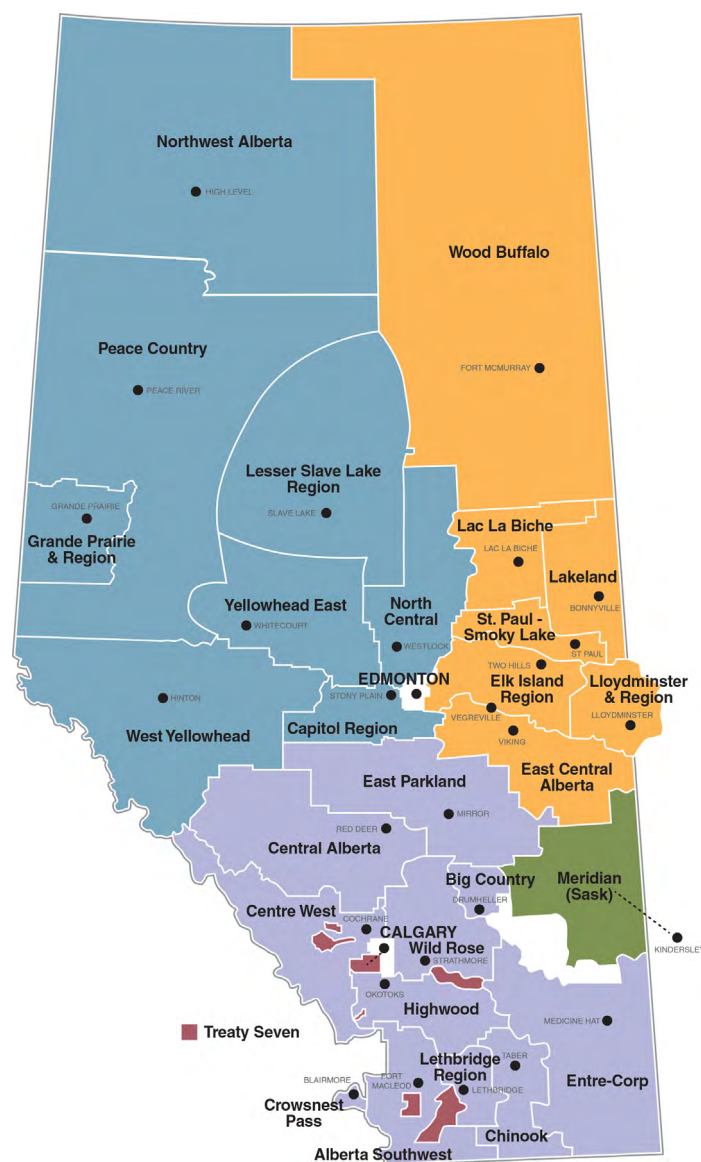 Northwest Alberta
HIGH LEVEL
Wood Buffalo
Peace Country
FORT MCMURRAY
PEACE RIVER
Lesser Slave Lake
Region
SLAVE LAKE
GRANDE PRAIRIE
Grande Prairie
& Region
Lac La Biche
LAC LA BICHE
Lakeland
BONNYVILLE
Yellowhead East
WHITECOURT
North
Central
WESTLOCK
St. Paul -
Smoky Lake
ST PAUL
TWO HILLS
EDMONTON
STONY PLAIN
Elk Island
Region
Lloydminster
& Region
LLOYDMINSTER
HINTON
VEGREVILLE
West Yellowhead
Capitol Region
VIKING
East Central
Alberta
East Parkland
MIRROR
RED DEER
Central Alberta
Big Country
DRUMHELLER
Meridian
(Sask)
KINDERSLEY
Centre West
COCHRANE
CALGARY
Wild Rose
STRATHMORE
OKOTOKS
Highwood
MEDICINE HAT
Treaty Seven
Lethbridge
Region
TABER
BLAIRMORE
FORT
MACLEOD
LETHBRIDGE
Entre-Corp
Crowsnest
Pass
Chinook
Alberta Southwest